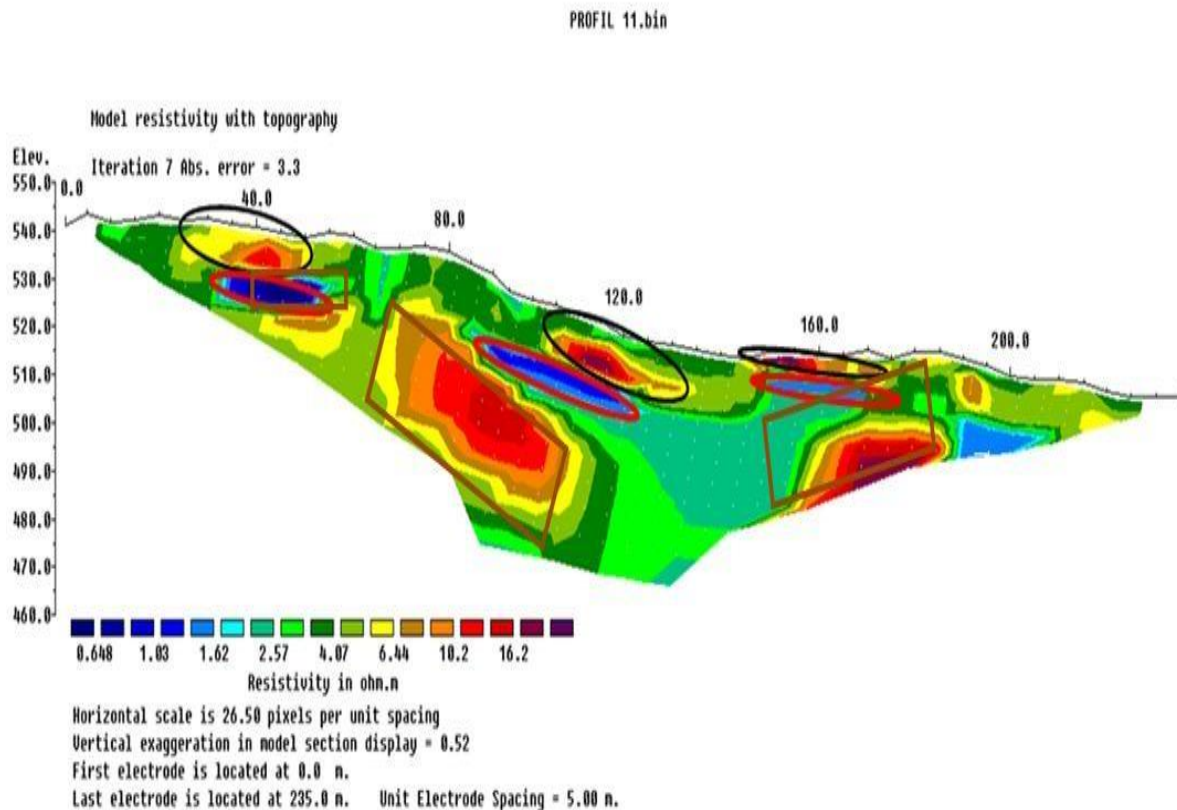 PROFIL 11.bin
Model resistivity with topography
Elev.
Iteration 7 Abs. error = 3.3
550.0
0.0
40.0
80.0
540.0
530.0
120.0
520.0
160.0
200.0
510.0
500.0
490.0
480.0
470.0
460.0
0.648 1.03 1.62 2.57 4.07 6.44 10.2 16.2
Resistivity in ohm.m
Horizontal scale is 26.50 pixels per unit spacing
Vertical exaggeration in model section display = 0.52
First electrode is located at 0.0 m.
Last electrode is located at 235.0 m. Unit Electrode Spacing = 5.00 m.